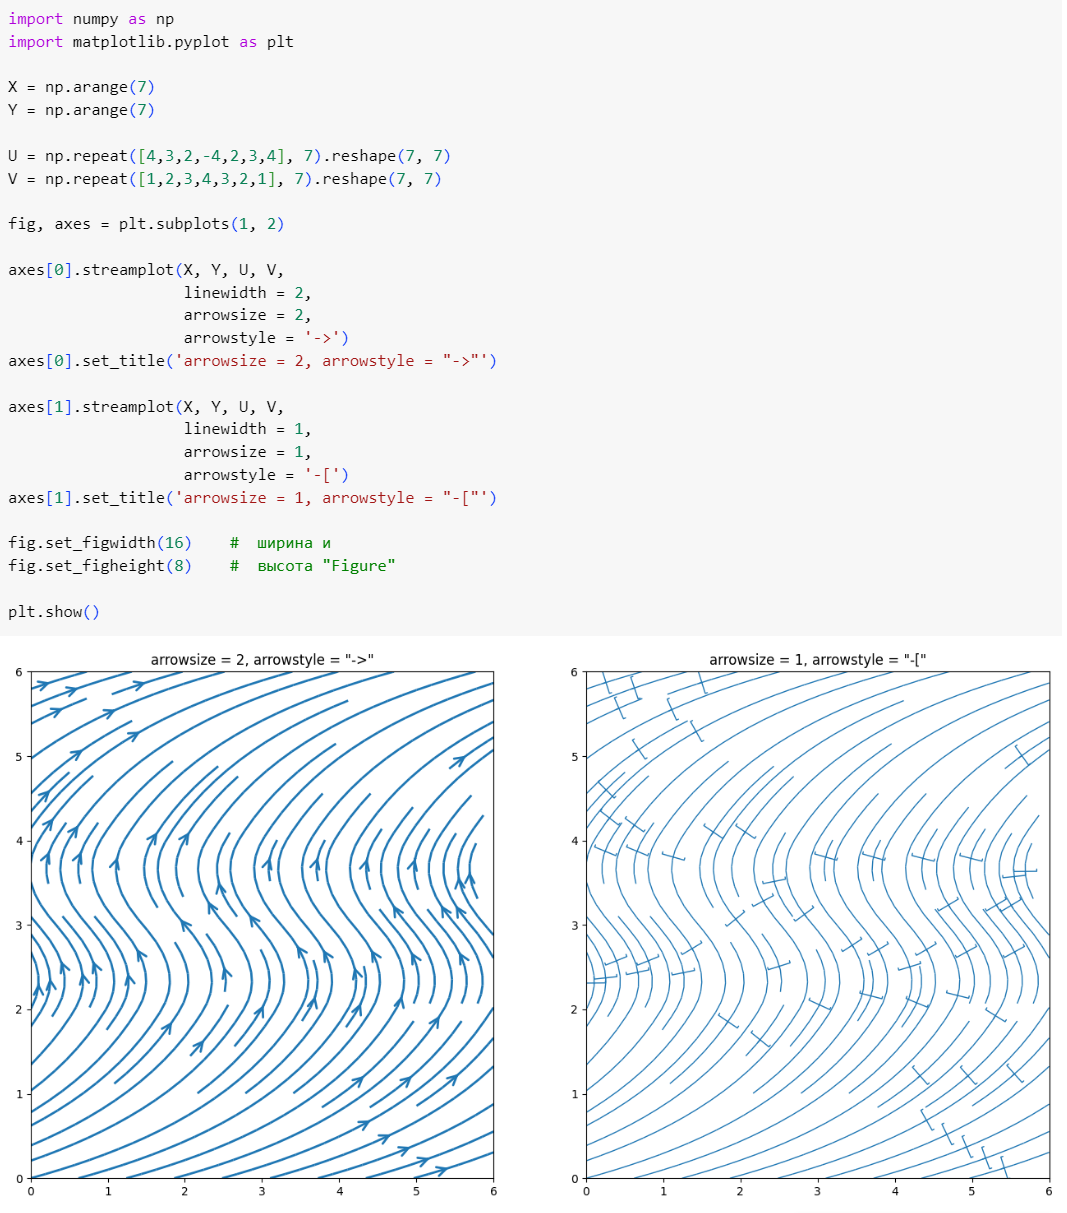 import numpy as np
import matplotlib.pyplot as plt
X = np.arange(7)
Y = np.arange(7)
U = np.repeat([4,3,2,-4,2,3,4], 7).reshape(7, 7)
V = np.repeat([1,2,3,4,3,2,1], 7).reshape(7, 7)
fig, axes = plt.subplots(1, 2)
axes[0].streamplot(X, Y, U, V,
linewidth = 2,
arrowsize = 2,
arrowstyle = '->')
axes[0].set_title('arrowsize = 2, arrowstyle = "->"')
axes[1].streamplot(X, Y, U, V,
linewidth = 1,
arrowsize = 1,
arrowstyle = '-[')
axes[1].set_title('arrowsize = 1, arrowstyle = "-["')
fig.set_figwidth(16)    #  ширина и
fig.set_figheight(8)    #  высота "Figure"
plt.show()
arrowsize = 2, arrowstyle = "->"
6
5
4
3
2
1
0
0 1 2 3 4 5 6
arrowsize = 1, arrowstyle = "-["
6
5
4
3
2
1
0
0 1 2 3 4 5 6